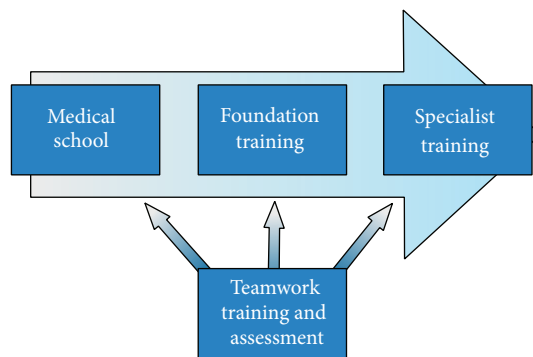 Medical
school
Foundation
training
Specialist
training
Teamwork
training and
assessment